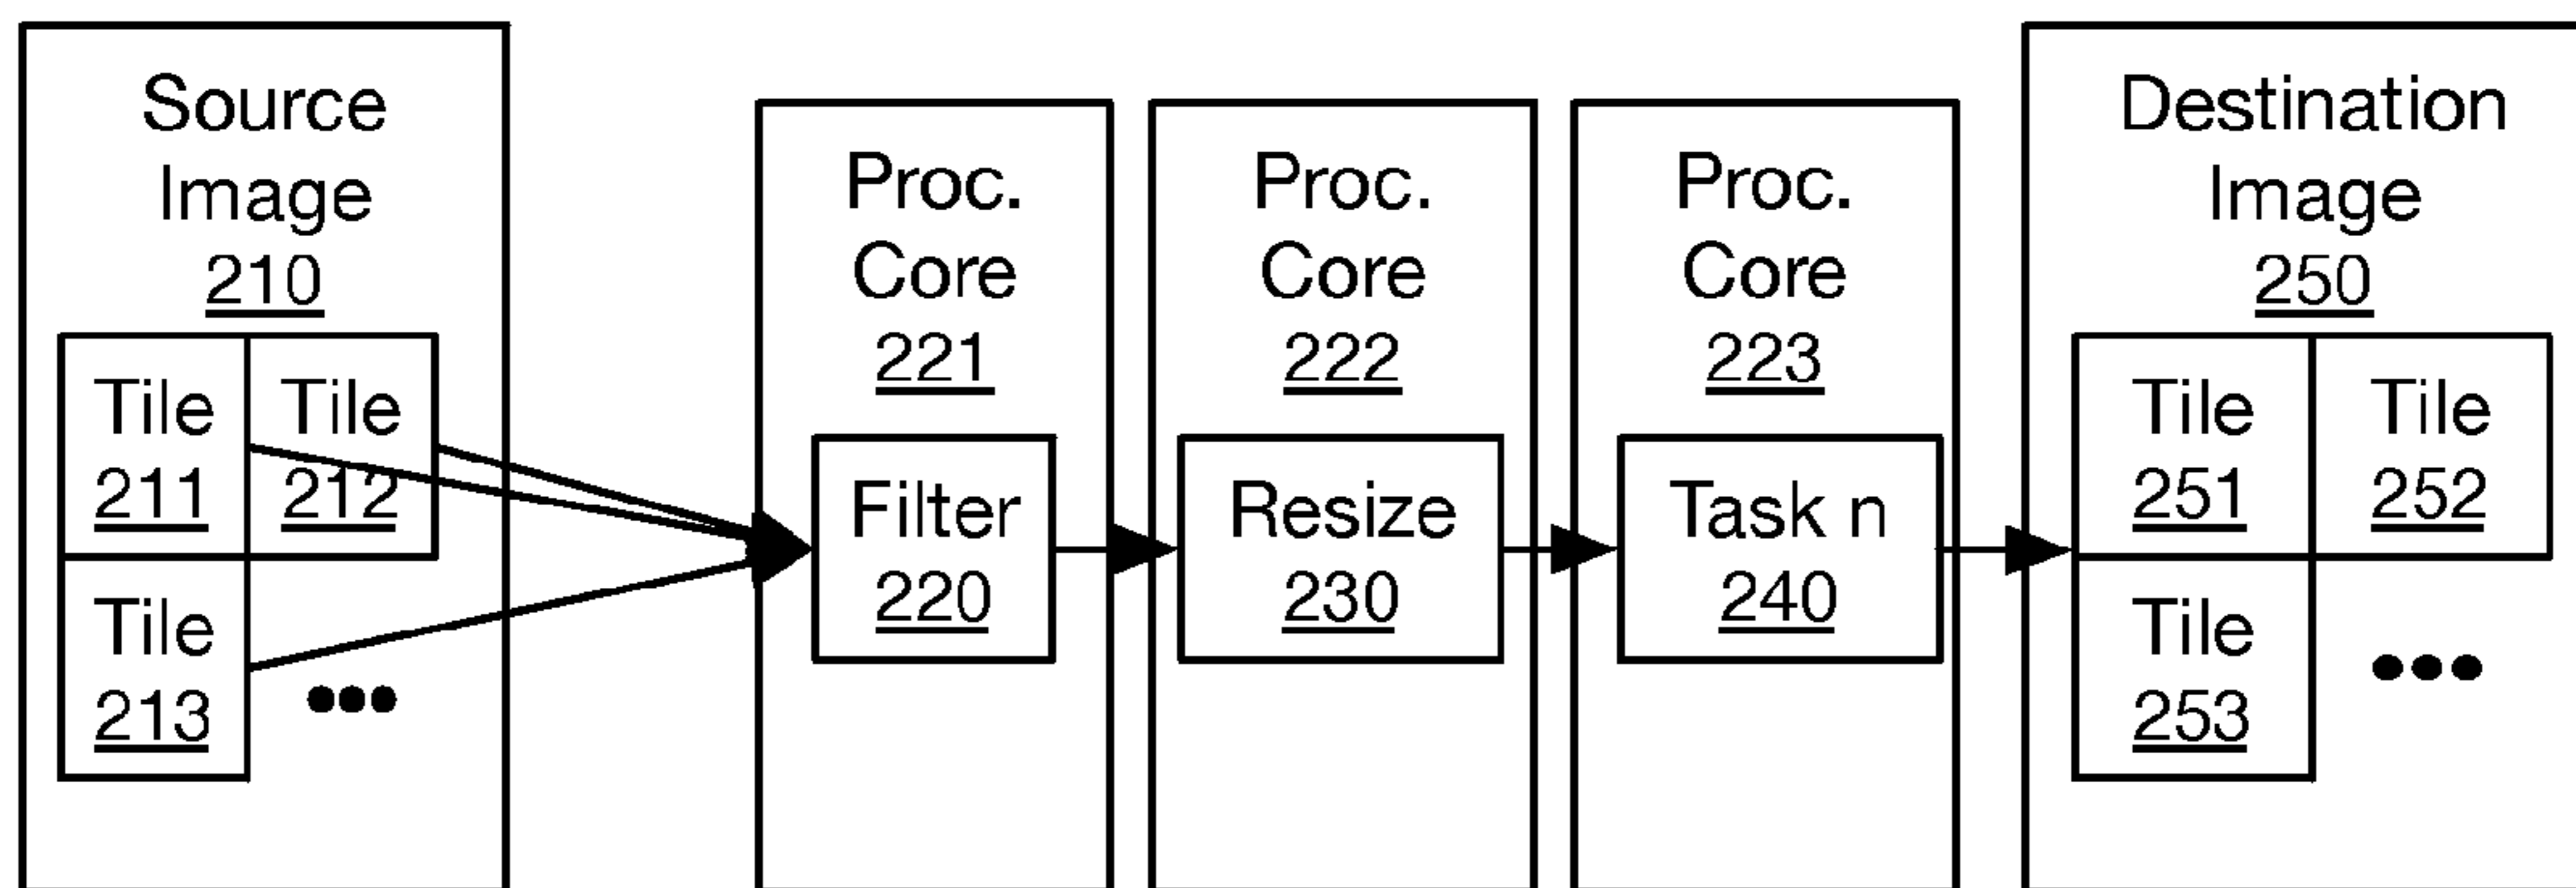 Source
Image
210
Tile
211
Tile
212
Tile
213
Proc.
Core
221
Filter
220
Proc.
Core
222
Resize
230
Proc.
Core
223
Task n
240
Destination
Image
250
Tile
251
Tile
252
Tile
253